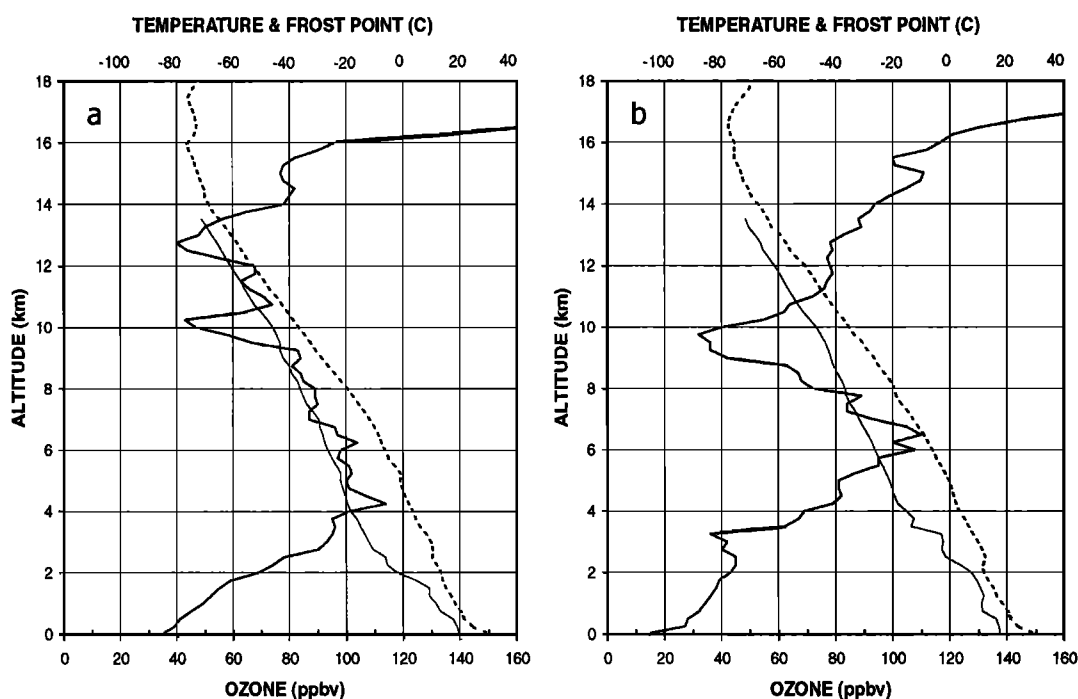 TEMPERATURE & FROST POINT (C)
-100 -80 -60 -40 -20 0 20 40
a
18
16
14
12
10
8
6
4
2
0
ALTITUDE (km)
0 20 40 60 80 100 120 140 160
OZONE (ppbv)
TEMPERATURE & FROST POINT (C)
-100 -80 -60 -40 -20 0 20 40
b
18
16
14
12
10
8
6
4
2
0
ALTITUDE (km)
0 20 40 60 80 100 120 140 160
OZONE (ppbv)